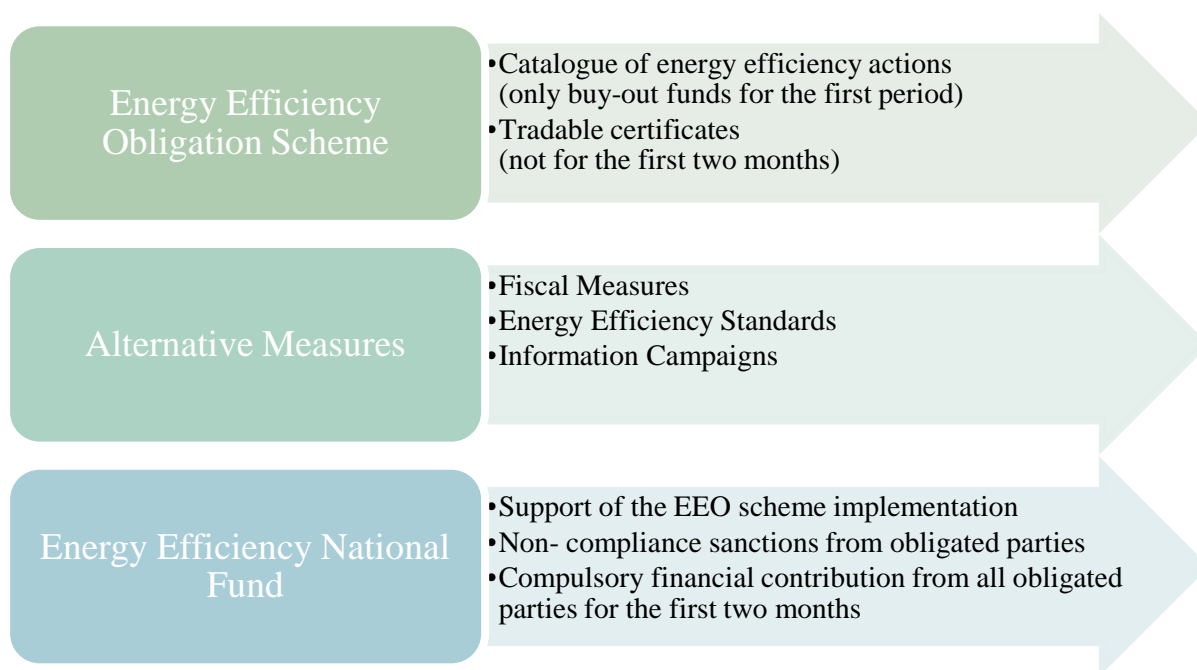 Energy Efficiency
Obligation Scheme
•Catalogue of energy efficiency actions
(only buy-out funds for the first period)
•Tradable certificates
(not for the first two months)
Alternative Measures
•Fiscal Measures
•Energy Efficiency Standards
•Information Campaigns
Energy Efficiency National
Fund
•Support of the EEO scheme implementation
•Non- compliance sanctions from obligated parties
•Compulsory financial contribution from all obligated
parties for the first two months